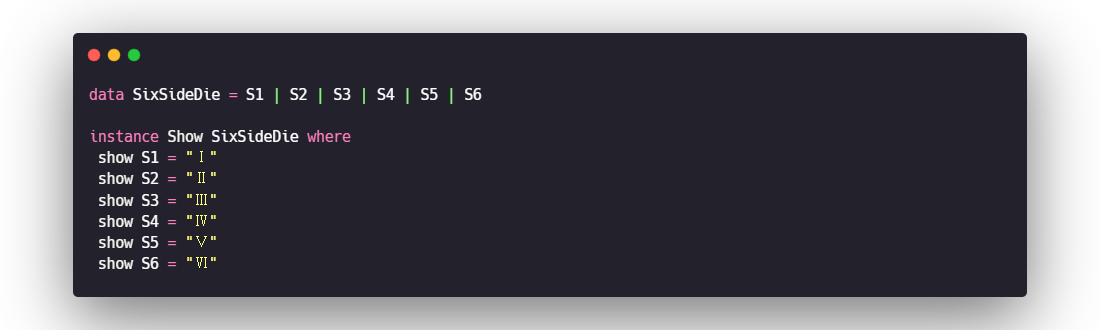 data SixSideDie = S1 | S2 | S3 | S4 | S5 | S6
instance Show SixSideDie where
show S1 = "Ⅰ"
show S2 = "Ⅱ"
show S3 = "Ⅲ"
show S4 = "Ⅳ"
show S5 = "Ⅴ"
show S6 = "Ⅵ"